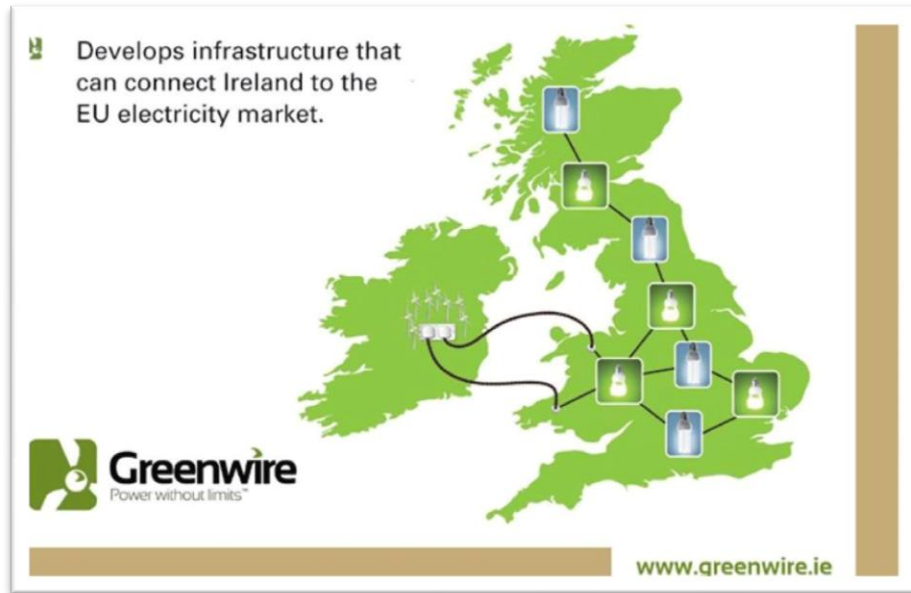 Develops infrastructure that
can connect Ireland to the
EU electricity market.
Greenwire
Power without limits™
www.greenwire.ie